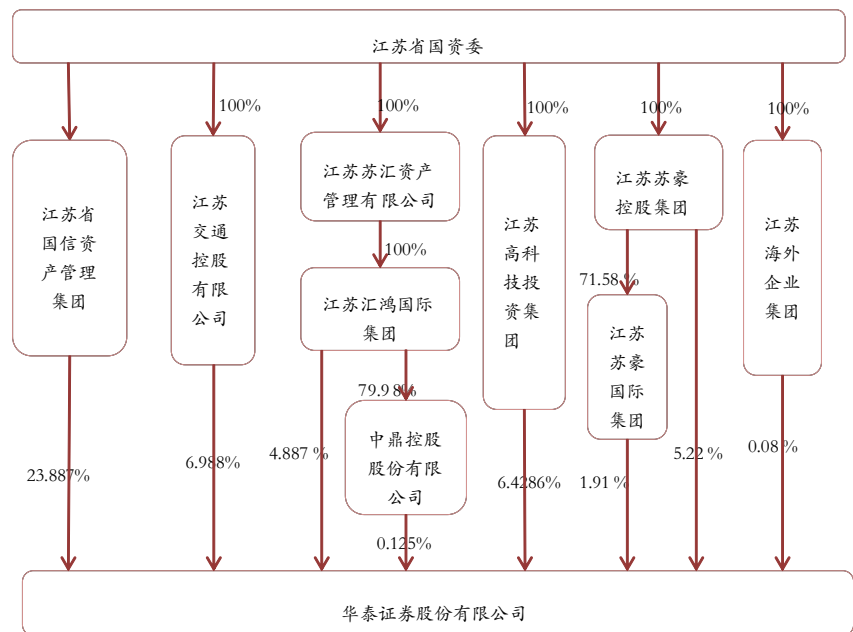 江苏省国资委
100%
100%
100%
100%
100%
江苏省
国信资
产管理
集团
江苏
交通
控股
有限
公司
江苏苏汇资产
管理有限公司
100%
江苏汇鸿国际
集团
79.98%
中鼎控股
股份有限
公司
江苏
高科
技投
资集
团
江苏苏豪
控股集团
71.58%
江苏
苏豪
国际
集团
江苏
海外
企业
集团
23.887%
6.988%
4.887%
0.125%
6.4286%
1.91%
5.22%
0.08%
华泰证券股份有限公司